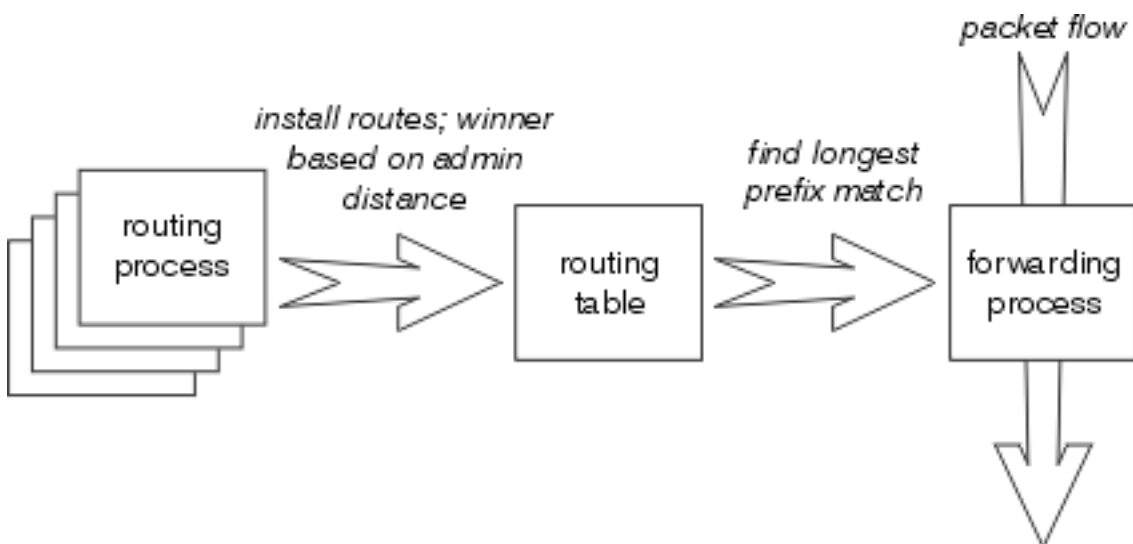 packet flow
install routes; winner
based on admin
distance
find longest
prefix match
routing
process
routing
table
forwarding
process